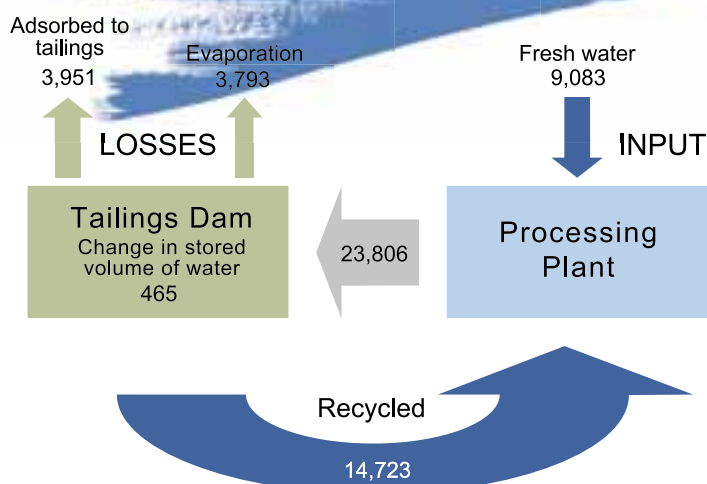 Adsorbed to
tailings
3,951
Evaporation
3,793
Fresh water
9,083
LOSSES
INPUT
Tailings Dam
Change in stored
volume of water
465
23,806
Processing
Plant
Recycled
14,723